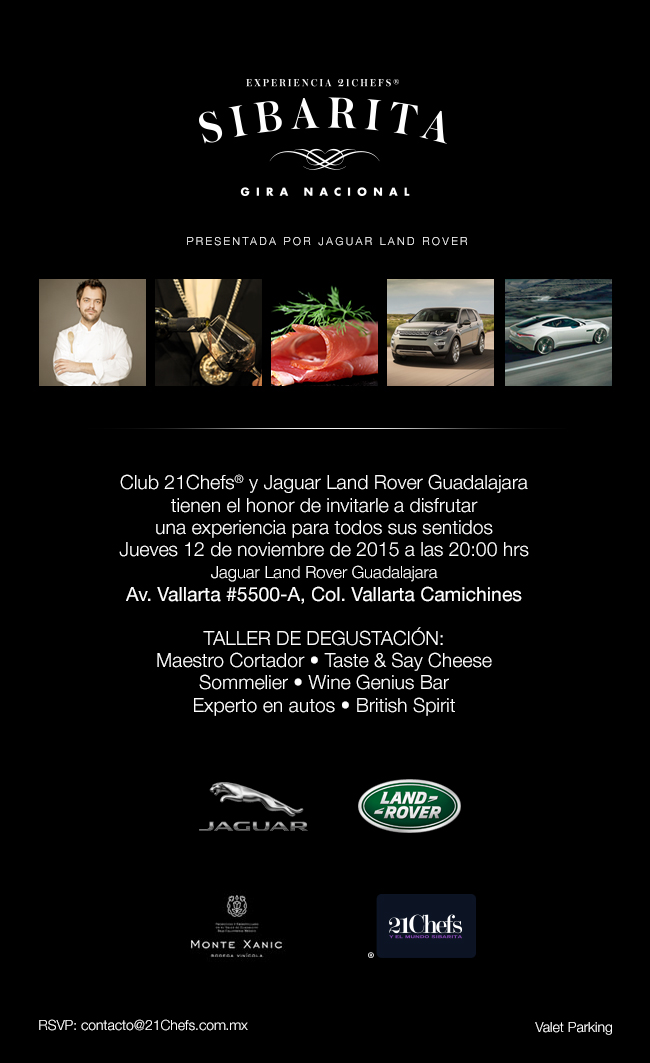 EXPERIENCIA 21CHEFS®
SIBARITA
GIRA NACIONAL
PRESENTADA POR JAGUAR LAND ROVER
Club 21Chefs® y Jaguar Land Rover Guadalajara
tienen el honor de invitarle a disfrutar
una experiencia para todos sus sentidos
Jueves 12 de noviembre de 2015 a las 20:00 hrs
Jaguar Land Rover Guadalajara
Av. Vallarta #5500-A, Col. Vallarta Camichines
TALLER DE DEGUSTACIÓN:
Maestro Cortador • Taste & Say Cheese
Sommelier • Wine Genius Bar
Experto en autos • British Spirit
JAGUAR
LAND-
-ROVER
MONTE XANIC
BODEGA VINÍCOLA
21Chefs
Y EL MUNDO SIBARITA
®
RSVP: contacto@21Chefs.com.mx
Valet Parking